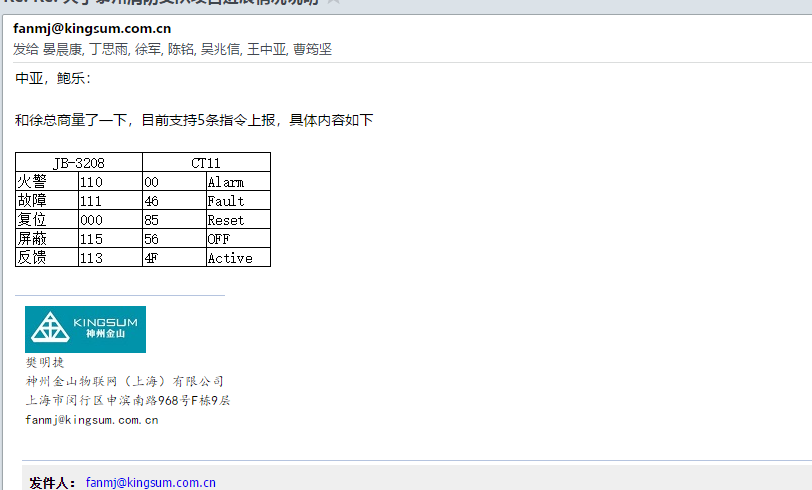 fanmj@kingsum.com.cn
发给 晏晨康, 丁思雨, 徐军, 陈铭, 吴兆信, 王中亚, 曹筠坚
中亚，鲍乐：
和徐总商量了一下，目前支持5条指令上报，具体内容如下
JB-3208 CT11
火警 110 00 Alarm
故障 111 46 Fault
复位 000 85 Reset
屏蔽 115 56 OFF
反馈 113 4F Active
KINGSUM
神州金山
樊明捷
神州金山物联网（上海）有限公司
上海市闵行区申滨南路968号F栋9层
fanmj@kingsum.com.cn
发件人： fanmj@kingsum.com.cn